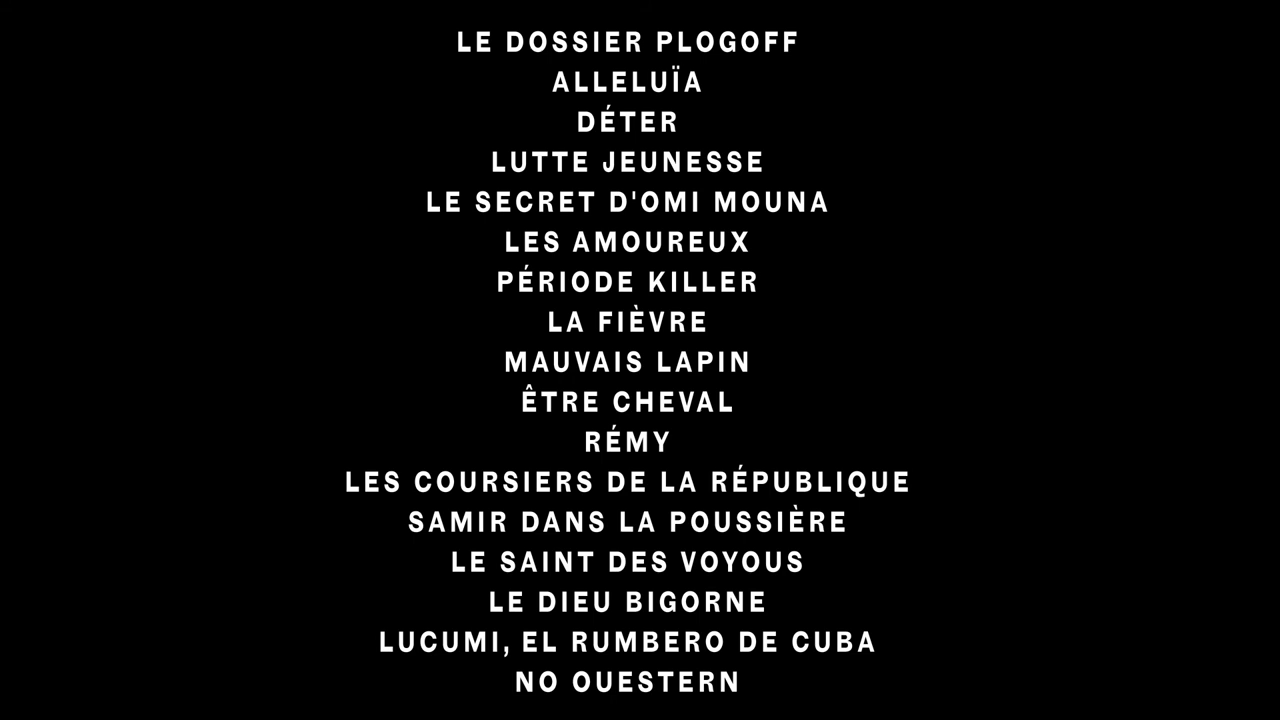 LE DOSSIER PLOGOFF
ALLELUÏA
DÉTER
LUTTE JEUNESSE
LE SECRET D'OMI MOUNA
LES AMOUREUX
PÉRIODE KILLER
LA FIÈVRE
MAUVAIS LAPIN
ÊTRE CHEVAL
RÉMY
LES COURSIERS DE LA RÉPUBLIQUE
SAMIR DANS LA POUSSIÈRE
LE SAINT DES VOYOUS
LE DIEU BIGORNE
LUCUMI, EL RUMBERO DE CUBA
NO OUESTERN